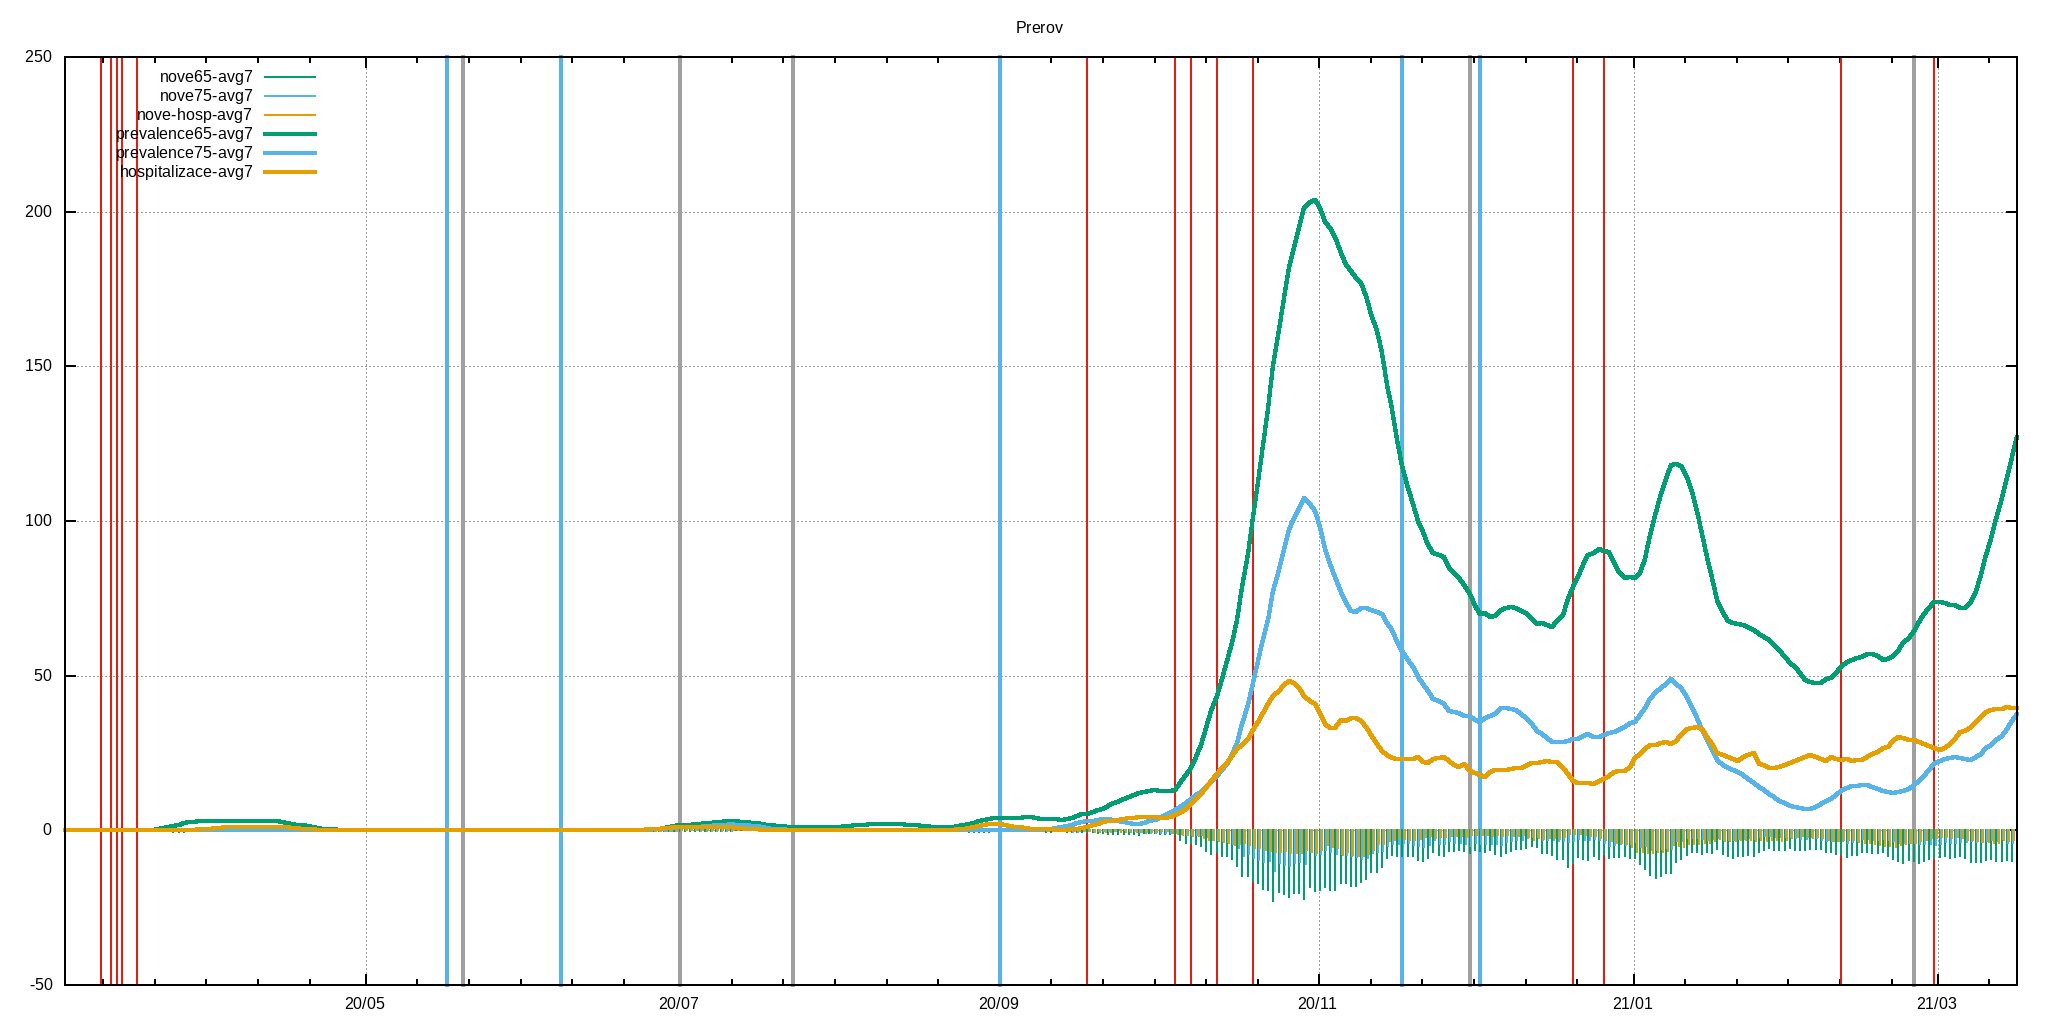 Prerov
250
200
150
100
50
0
-50
nove65-avg7
nove75-avg7
nove-hosp-avg7
prevalence65-avg7
prevalence75-avg7
hospitalizace-avg7
20/05
20/07
20/09
20/11
21/01
21/03